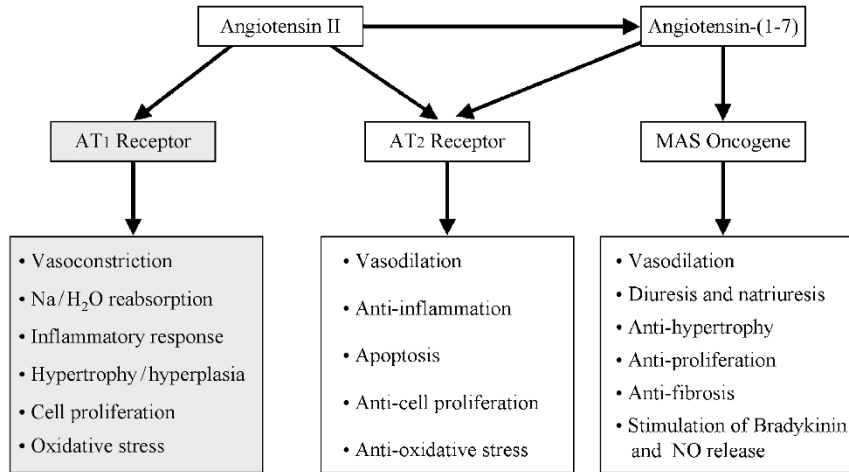 Angiotensin II
Angiotensin-(1-7)
AT1 Receptor
AT2 Receptor
MAS Oncogene
• Vasoconstriction
• Na/H₂O reabsorption
• Inflammatory response
• Hypertrophy/hyperplasia
• Cell proliferation
• Oxidative stress
• Vasodilation
• Anti-inflammation
• Apoptosis
• Anti-cell proliferation
• Anti-oxidative stress
• Vasodilation
• Diuresis and natriuresis
• Anti-hypertrophy
• Anti-proliferation
• Anti-fibrosis
• Stimulation of Bradykinin
and NO release